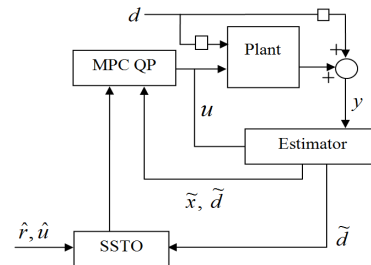 d
+
Plant
MPC QP
+
u
y
Estimator
x̃, d̃
r̂, û
SSTO
d̃